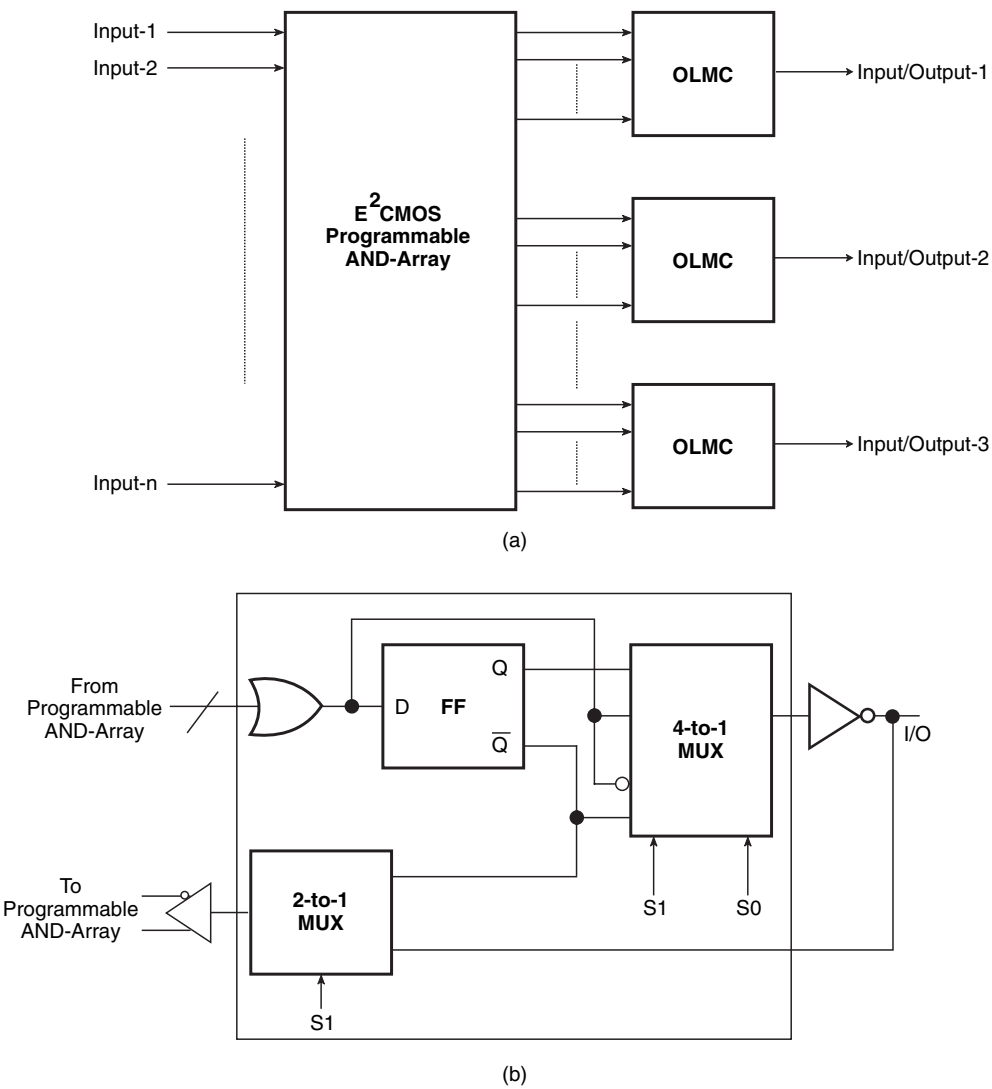 Input-1
Input-2
Input-n
E2CMOS
Programmable
AND-Array
OLMC
Input/Output-1
OLMC
Input/Output-2
OLMC
Input/Output-3
(a)
From
Programmable
AND-Array
D
FF
Q
Q̅
4-to-1
MUX
I/O
S1
S0
To
Programmable
AND-Array
2-to-1
MUX
S1
(b)